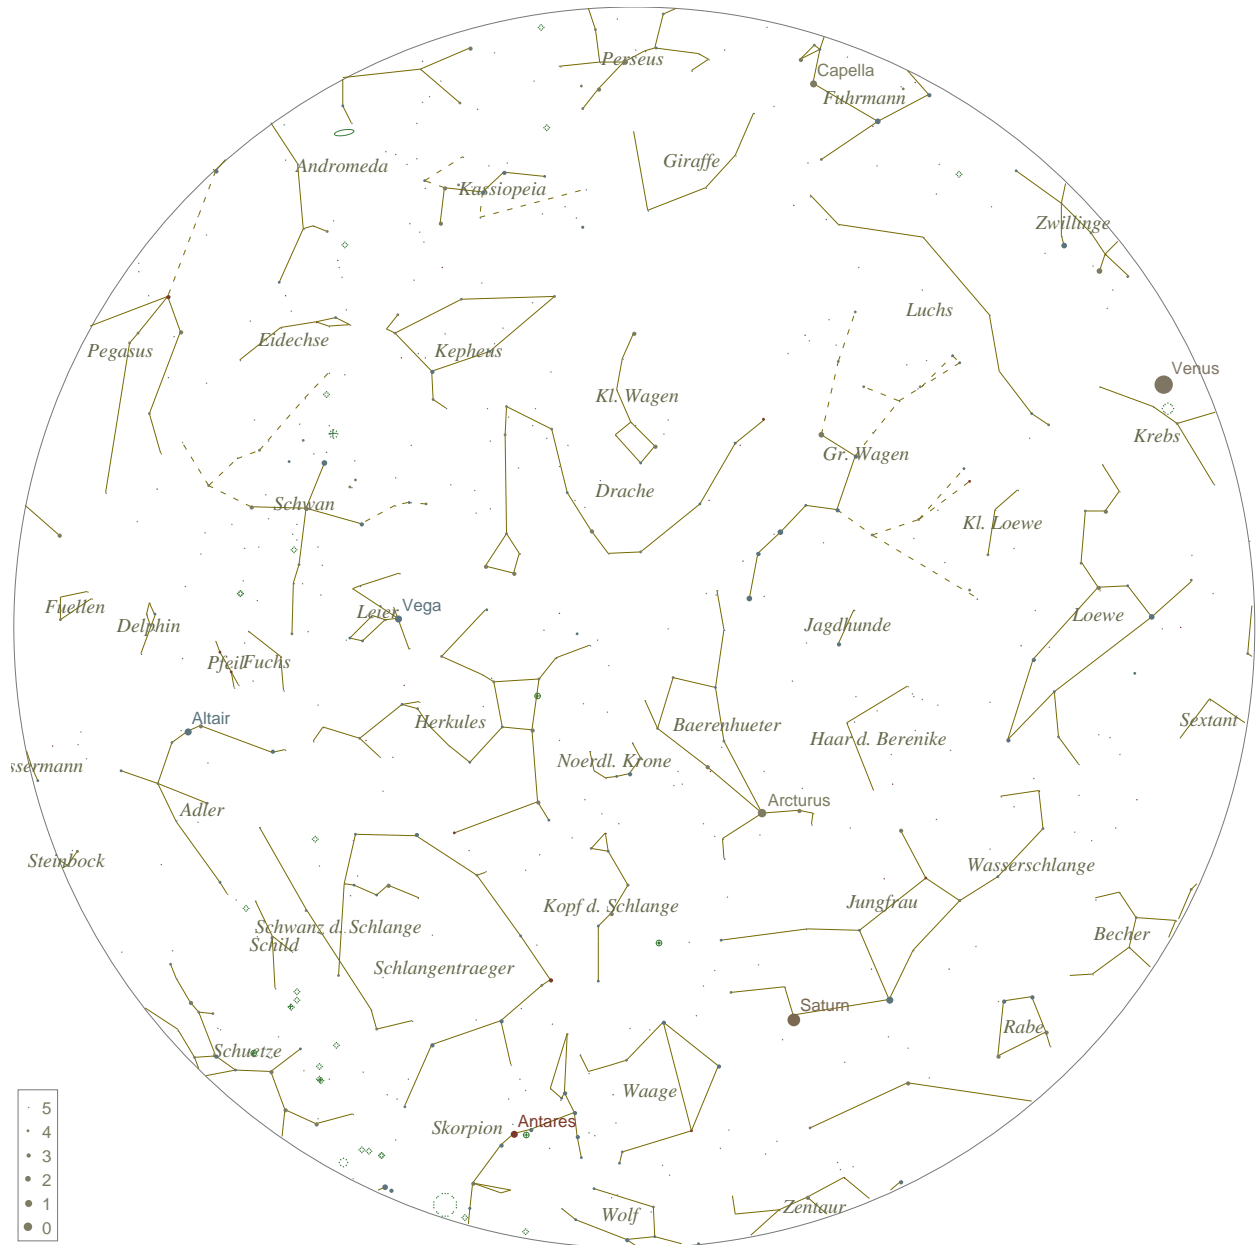 Perseus
Capella
Fuhrmann
Andromeda
Giraffe
Kassiopeia
Zwillinge
Luchs
Eidechse
Pegasus
Kepheus
Venus
Kl. Wagen
Krebs
Gr. Wagen
Drache
Schwan
Kl. Loewe
Fuellen
Delphin
Leier
Vega
Jagdhunde
Loewe
Pfeil
Fuchs
Altair
Herkules
Baerenhueter
Haar d. Berenike
Sextant
Noerdl. Krone
ssermann
Adler
Arcturus
Steinbock
Wasserschlange
Kopf d. Schlange
Jungfrau
Schwanz d. Schlange
Schild
Becher
Schlangentraeger
Saturn
Rabe
Schuetze
Waage
Skorpion
Antares
5
4
3
2
1
0
Wolf
Zentaur